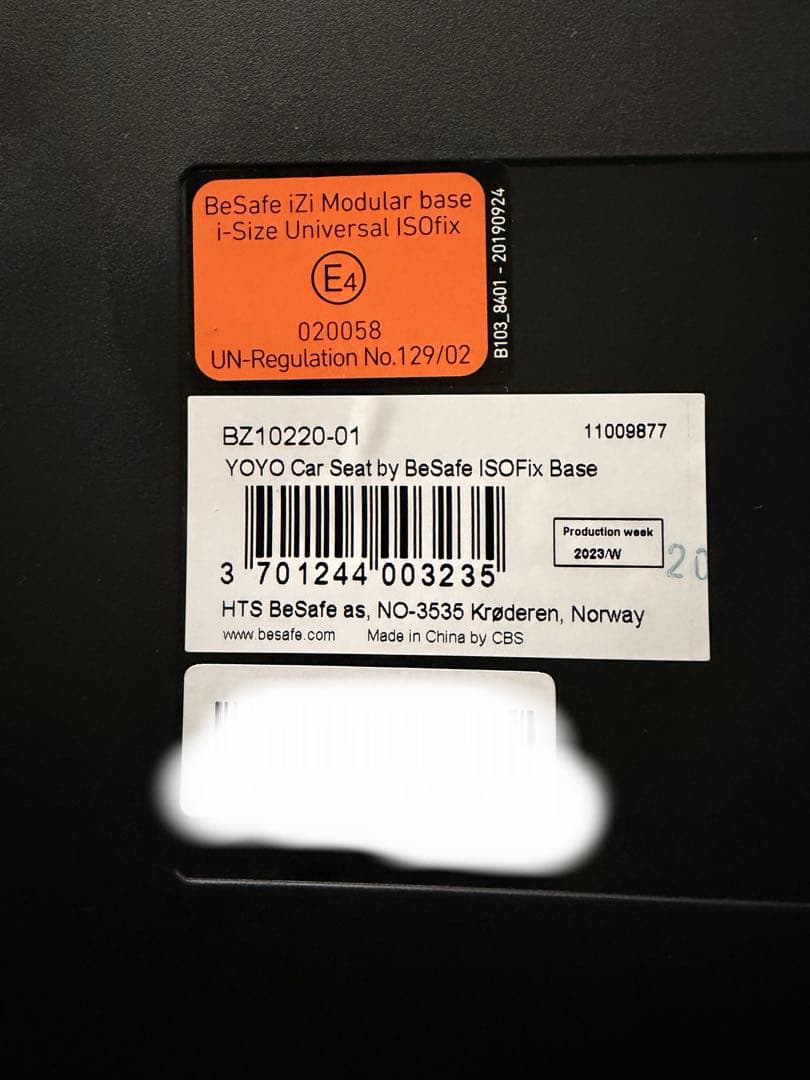 BeSafe iZi Modular base
i-Size Universal ISOfix
E4
020058
UN-Regulation No.129/02
B103_8401 - 20190924
BZ10220-01
11009877
YOYO Car Seat by BeSafe ISOFix Base
3 701244 003235
Production week
2023/W
20
HTS BeSafe as, NO-3535 Krøderen, Norway
www.besafe.com Made in China by CBS